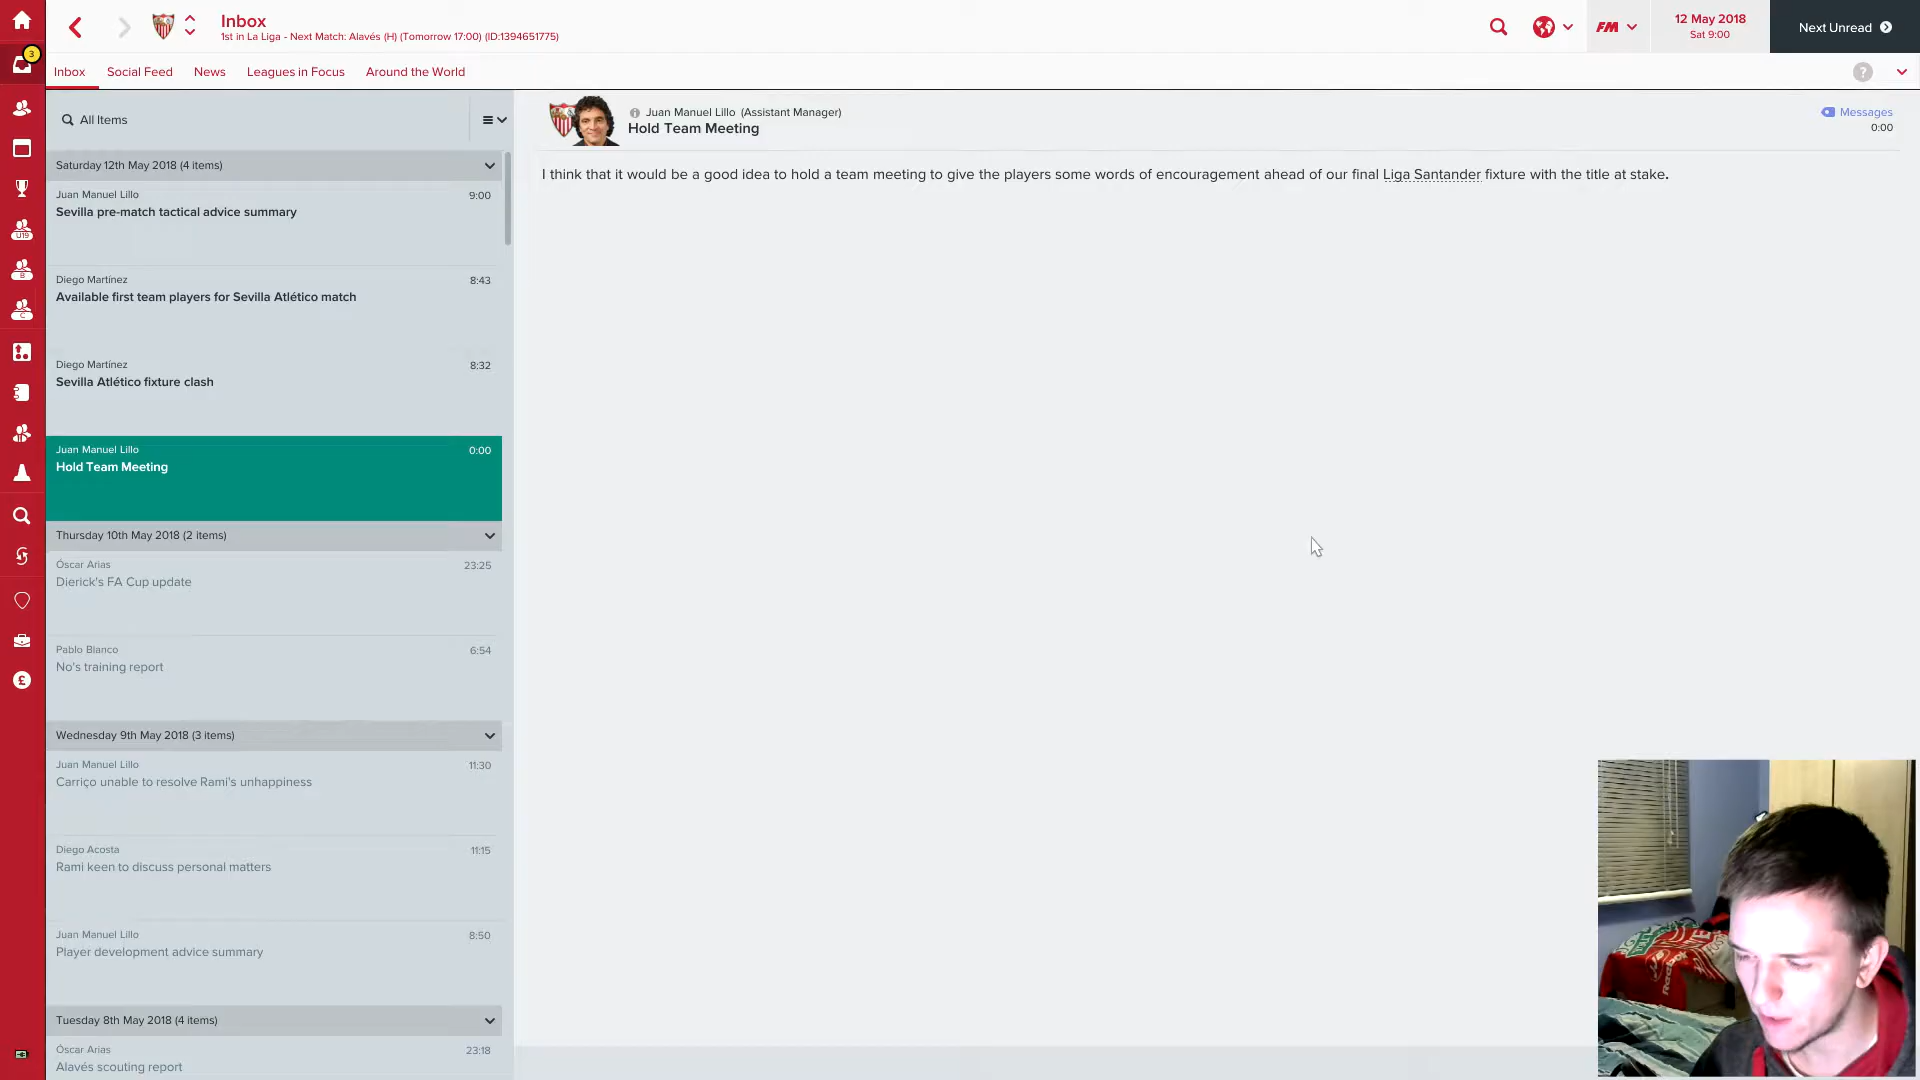 3
Inbox
1st in La Liga - Next Match: Alavés (H) (Tomorrow 17:00) (ID:1394651775)
FM
12 May 2018
Sat 9:00
Next Unread
Inbox
Social Feed
News
Leagues in Focus
Around the World
?
All Items
Juan Manuel Lillo (Assistant Manager)
Hold Team Meeting
Messages
0:00
I think that it would be a good idea to hold a team meeting to give the players some words of encouragement ahead of our final Liga Santander fixture with the title at stake.
Saturday 12th May 2018 (4 items)
Juan Manuel Lillo 9:00
Sevilla pre-match tactical advice summary
Diego Martínez 8:43
Available first team players for Sevilla Atlético match
Diego Martínez 8:32
Sevilla Atlético fixture clash
Juan Manuel Lillo 0:00
Hold Team Meeting
Thursday 10th May 2018 (2 items)
Óscar Arias 23:25
Dierick's FA Cup update
Pablo Blanco 6:54
No's training report
Wednesday 9th May 2018 (3 items)
Juan Manuel Lillo 11:30
Carriço unable to resolve Rami's unhappiness
Diego Acosta 11:15
Rami keen to discuss personal matters
Juan Manuel Lillo 8:50
Player development advice summary
Tuesday 8th May 2018 (4 items)
Óscar Arias 23:18
Alavés scouting report
U19
B
C
£
Reebok